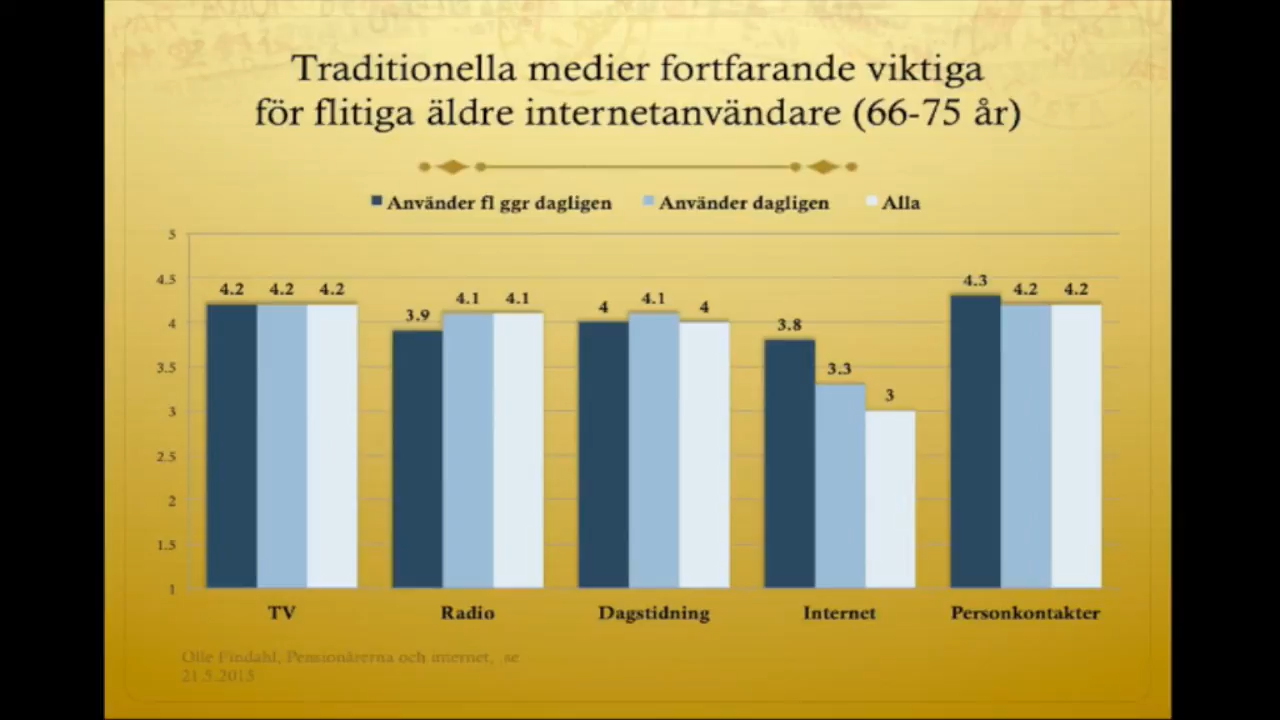 Traditionella medier fortfarande viktiga
för flitiga äldre internetanvändare (66-75 år)
Använder fl ggr dagligen Använder dagligen Alla
5
4.5
4
3.5
3
2.5
2
1.5
1
4.2 4.2 4.2
3.9 4.1 4.1
4 4.1 4
3.8 3.3 3
4.3 4.2 4.2
TV Radio Dagstidning Internet Personkontakter
Olle Findahl, Pensionärerna och internet, .se
21.5.2015